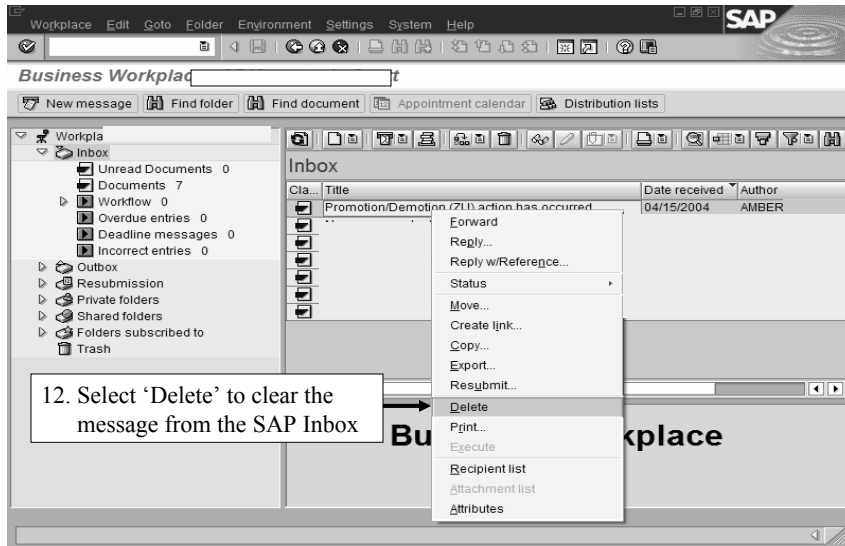 Workplace Edit Goto Folder Environment Settings System Help
SAP
Business Workplac
New message Find folder Find document Appointment calendar Distribution lists
Workpla
Inbox
Unread Documents 0
Documents 7
Workflow 0
Overdue entries 0
Deadline messages 0
Incorrect entries 0
Outbox
Resubmission
Private folders
Shared folders
Folders subscribed to
Trash
Inbox
Cla... Title Date received Author
Promotion/Demotion (ZU) action has occurred 04/15/2004 AMBER
Forward
Reply...
Reply w/Reference...
Status
Move...
Create link...
Copy...
Export...
Resubmit...
Delete
Print...
Execute
Recipient list
Attachment list
Attributes
12. Select ‘Delete’ to clear the
message from the SAP Inbox
Bu kplace